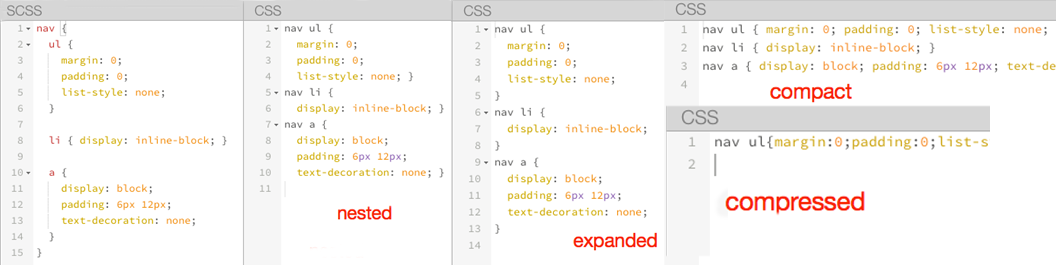 SCSS
1 nav {
2 ul {
3 margin: 0;
4 padding: 0;
5 list-style: none;
6 }
7
8 li { display: inline-block; }
9
10 a {
11 display: block;
12 padding: 6px 12px;
13 text-decoration: none;
14 }
15 }
CSS
1 nav ul {
2 margin: 0;
3 padding: 0;
4 list-style: none; }
5 nav li {
6 display: inline-block; }
7 nav a {
8 display: block;
9 padding: 6px 12px;
10 text-decoration: none; }
11
nested
CSS
1 nav ul {
2 margin: 0;
3 padding: 0;
4 list-style: none;
5 }
6 nav li {
7 display: inline-block;
8 }
9 nav a {
10 display: block;
11 padding: 6px 12px;
12 text-decoration: none;
13 }
14
expanded
CSS
1 nav ul { margin: 0; padding: 0; list-style: none;
2 nav li { display: inline-block; }
3 nav a { display: block; padding: 6px 12px; text-de
4
compact
CSS
1 nav ul{margin:0;padding:0;list-s
2
compressed